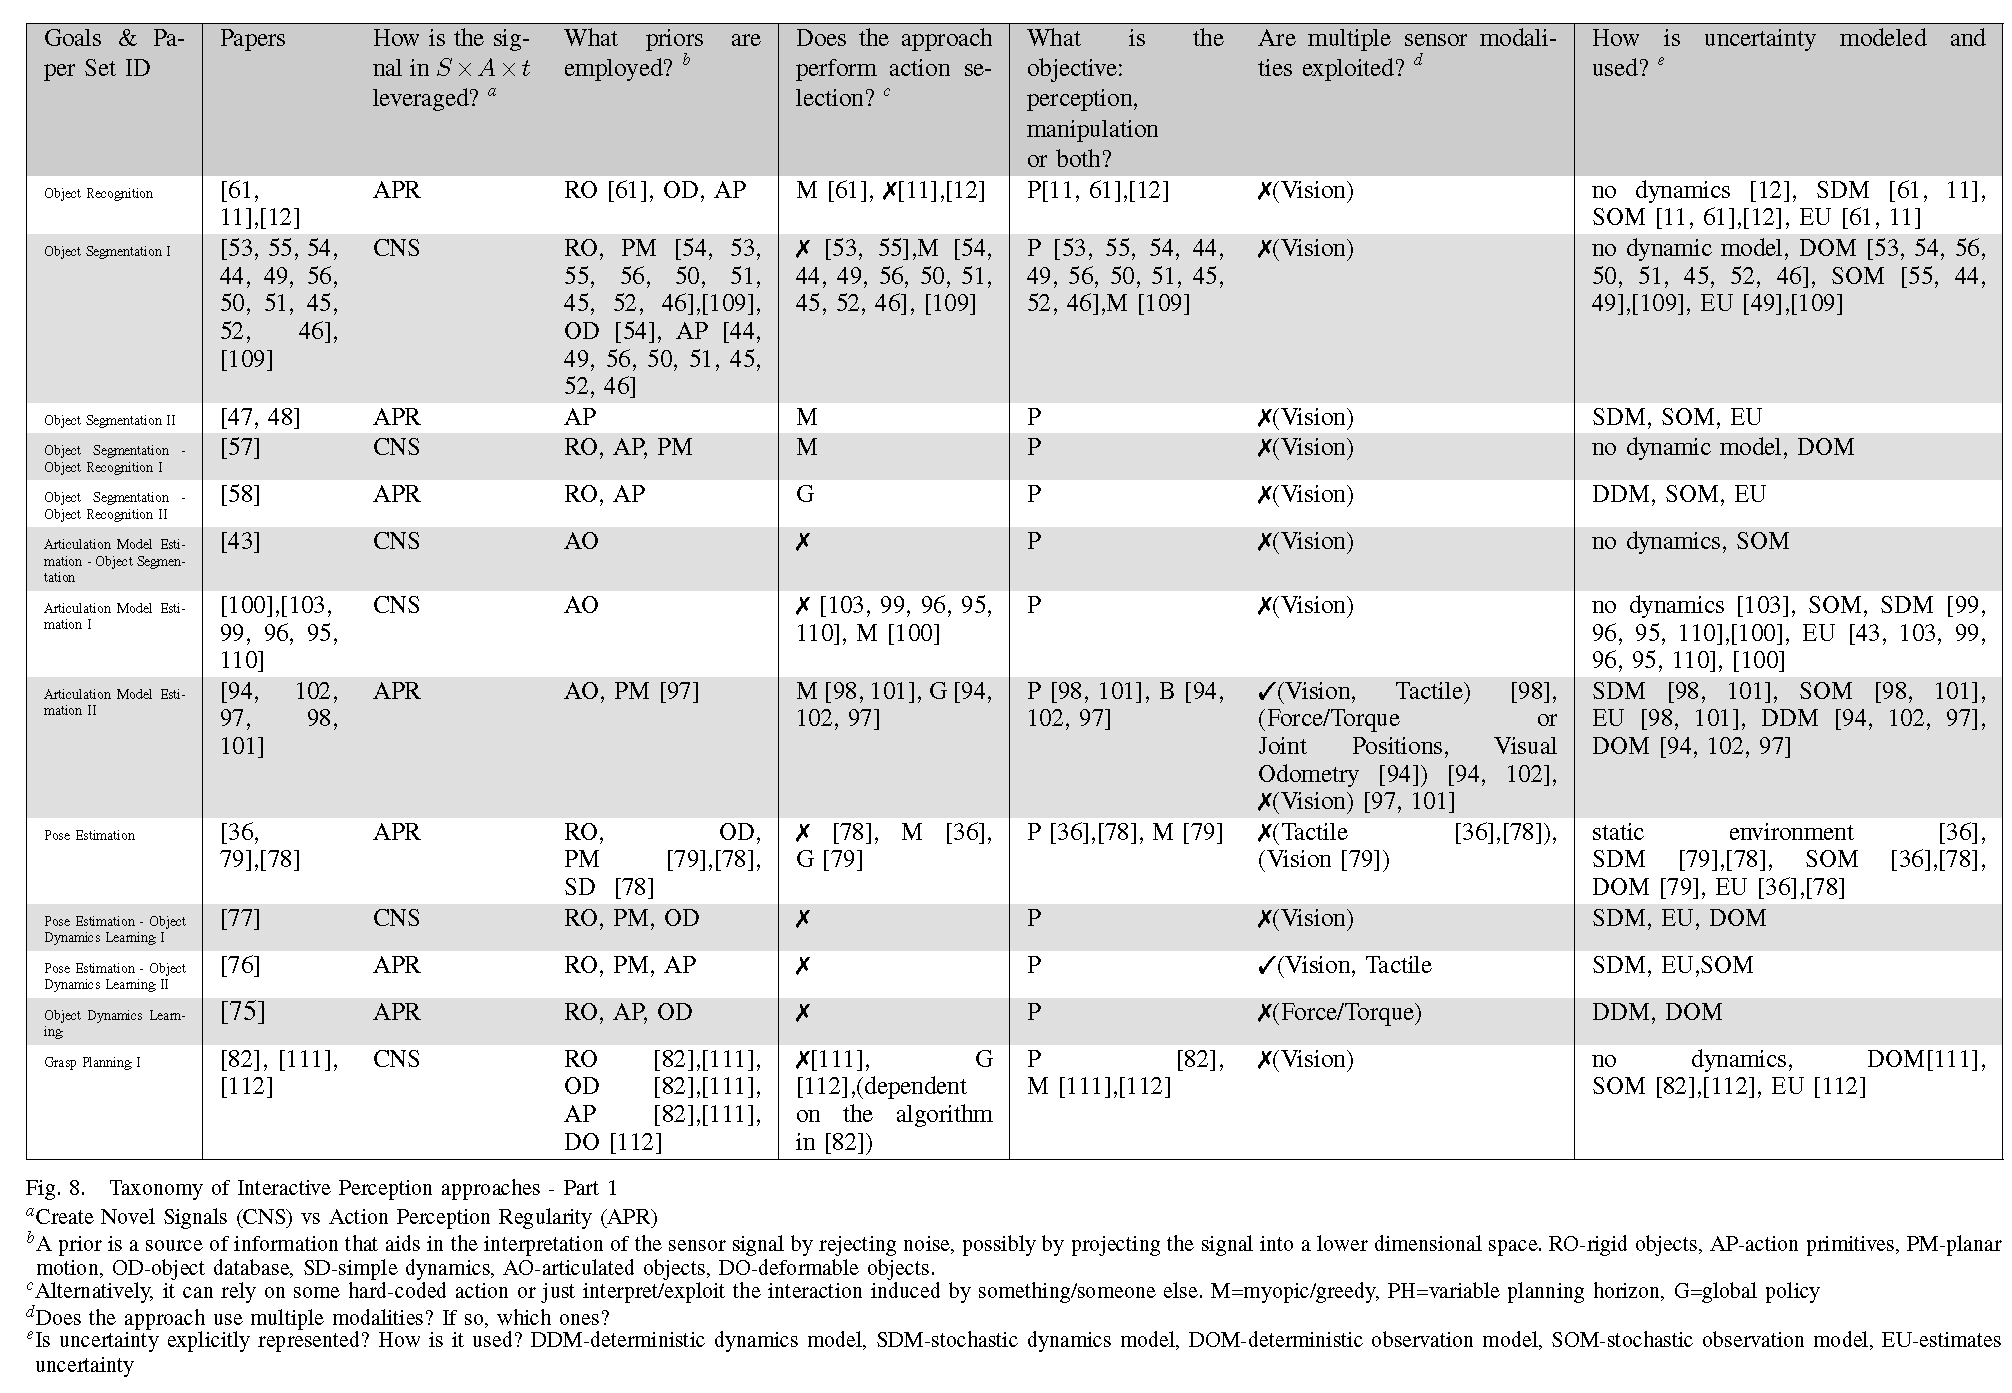 Goals & Pa-
per Set ID
Papers
How is the sig-
nal in S × A × t
leveraged? a
What priors are
employed? b
Does the approach
perform action se-
lection? c
What is the
objective:
perception,
manipulation
or both?
Are multiple sensor modali-
ties exploited? d
How is uncertainty modeled and
used? e
Object Recognition
[61,
11],[12]
APR
RO [61], OD, AP
M [61], ✗[11],[12]
P[11, 61],[12]
✗(Vision)
no dynamics [12], SDM [61, 11],
SOM [11, 61],[12], EU [61, 11]
Object Segmentation I
[53, 55, 54,
44, 49, 56,
50, 51, 45,
52, 46],
[109]
CNS
RO, PM [54, 53,
55, 56, 50, 51,
45, 52, 46],[109],
OD [54], AP [44,
49, 56, 50, 51, 45,
52, 46]
✗ [53, 55],M [54,
44, 49, 56, 50, 51,
45, 52, 46], [109]
P [53, 55, 54, 44,
49, 56, 50, 51, 45,
52, 46],M [109]
✗(Vision)
no dynamic model, DOM [53, 54, 56,
50, 51, 45, 52, 46], SOM [55, 44,
49],[109], EU [49],[109]
Object Segmentation II
[47, 48]
APR
AP
M
P
✗(Vision)
SDM, SOM, EU
Object Segmentation -
Object Recognition I
[57]
CNS
RO, AP, PM
M
P
✗(Vision)
no dynamic model, DOM
Object Segmentation -
Object Recognition II
[58]
APR
RO, AP
G
P
✗(Vision)
DDM, SOM, EU
Articulation Model Esti-
mation - Object Segmen-
tation
[43]
CNS
AO
✗
P
✗(Vision)
no dynamics, SOM
Articulation Model Esti-
mation I
[100],[103,
99, 96, 95,
110]
CNS
AO
✗ [103, 99, 96, 95,
110], M [100]
P
✗(Vision)
no dynamics [103], SOM, SDM [99,
96, 95, 110],[100], EU [43, 103, 99,
96, 95, 110], [100]
Articulation Model Esti-
mation II
[94, 102,
97, 98,
101]
APR
AO, PM [97]
M [98, 101], G [94,
102, 97]
P [98, 101], B [94,
102, 97]
✓(Vision, Tactile) [98],
(Force/Torque or
Joint Positions, Visual
Odometry [94]) [94, 102],
✗(Vision) [97, 101]
SDM [98, 101], SOM [98, 101],
EU [98, 101], DDM [94, 102, 97],
DOM [94, 102, 97]
Pose Estimation
[36,
79],[78]
APR
RO, OD,
PM [79],[78],
SD [78]
✗ [78], M [36],
G [79]
P [36],[78], M [79]
✗(Tactile [36],[78]),
(Vision [79])
static environment [36],
SDM [79],[78], SOM [36],[78],
DOM [79], EU [36],[78]
Pose Estimation - Object
Dynamics Learning I
[77]
CNS
RO, PM, OD
✗
P
✗(Vision)
SDM, EU, DOM
Pose Estimation - Object
Dynamics Learning II
[76]
APR
RO, PM, AP
✗
P
✓(Vision, Tactile
SDM, EU,SOM
Object Dynamics Learn-
ing
[75]
APR
RO, AP, OD
✗
P
✗(Force/Torque)
DDM, DOM
Grasp Planning I
[82], [111],
[112]
CNS
RO [82],[111],
OD [82],[111],
AP [82],[111],
DO [112]
✗[111], G
[112],(dependent
on the algorithm
in [82])
P [82],
M [111],[112]
✗(Vision)
no dynamics, DOM[111],
SOM [82],[112], EU [112]
Fig. 8. Taxonomy of Interactive Perception approaches - Part 1
aCreate Novel Signals (CNS) vs Action Perception Regularity (APR)
bA prior is a source of information that aids in the interpretation of the sensor signal by rejecting noise, possibly by projecting the signal into a lower dimensional space. RO-rigid objects, AP-action primitives, PM-planar
motion, OD-object database, SD-simple dynamics, AO-articulated objects, DO-deformable objects.
cAlternatively, it can rely on some hard-coded action or just interpret/exploit the interaction induced by something/someone else. M=myopic/greedy, PH=variable planning horizon, G=global policy
dDoes the approach use multiple modalities? If so, which ones?
eIs uncertainty explicitly represented? How is it used? DDM-deterministic dynamics model, SDM-stochastic dynamics model, DOM-deterministic observation model, SOM-stochastic observation model, EU-estimates
uncertainty